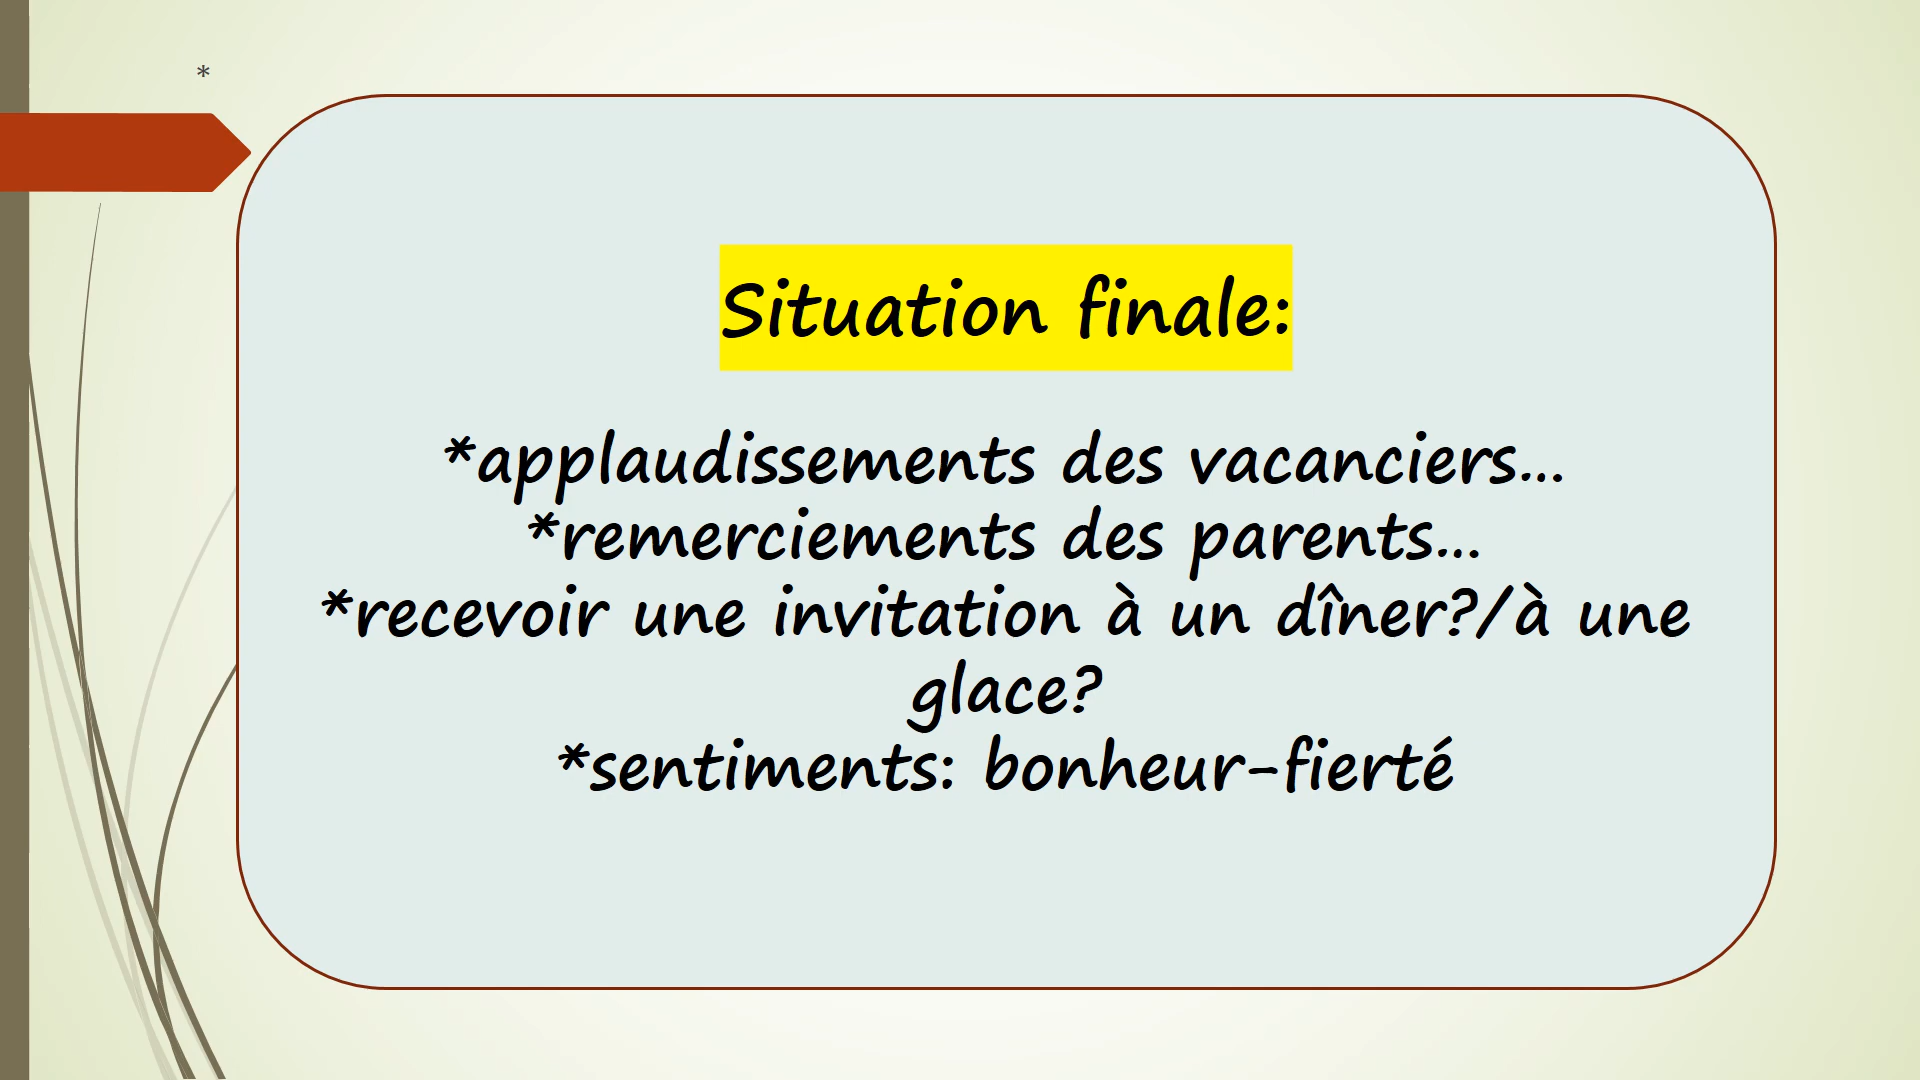 *
Situation finale:
*applaudissements des vacanciers...
*remerciements des parents...
*recevoir une invitation à un dîner?/à une
glace?
*sentiments: bonheur-fierté